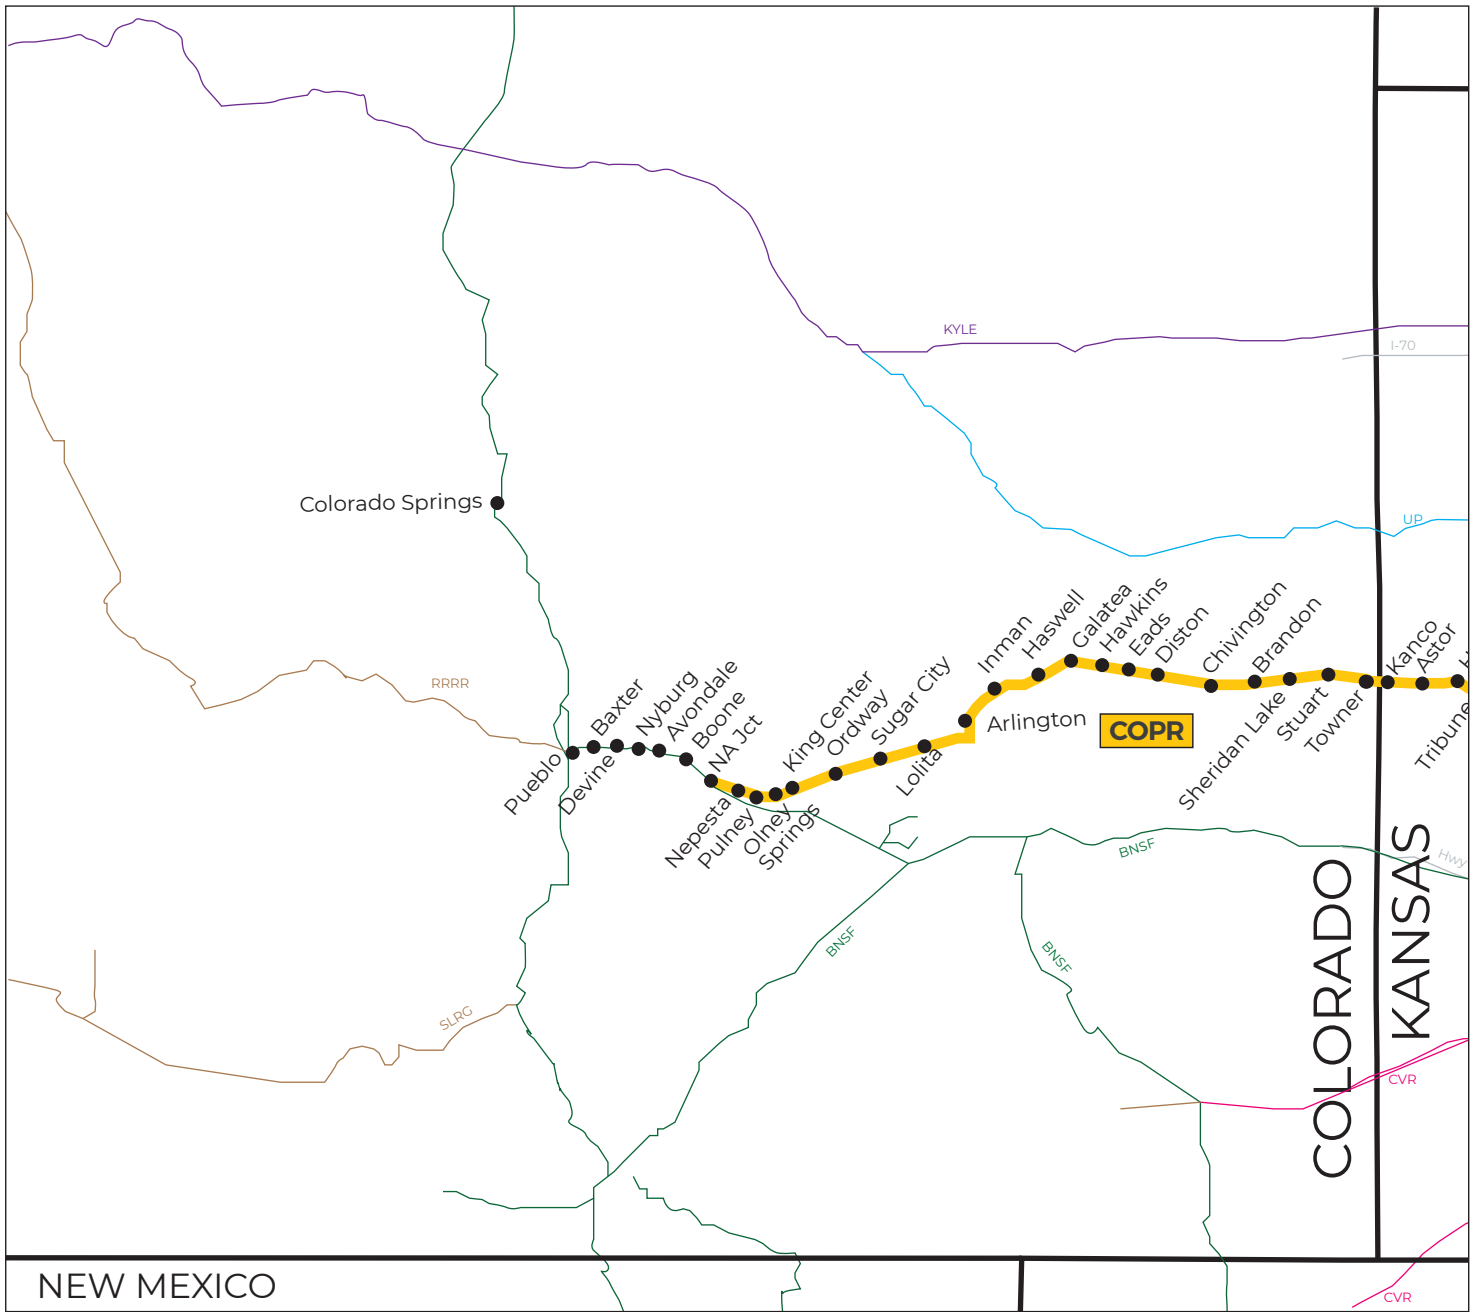 KYLE
I-70
Colorado Springs
UP
RRRR
Pueblo
Baxter
Devine
Nyburg
Avondale
Boone
NA Jct
Nepesta
Pulney
Olney
Springs
King Center
Ordway
Sugar City
Lolita
Arlington
Inman
Haswell
Galatea
Hawkins
Eads
Diston
Chivington
Brandon
Sheridan Lake
Stuart
Towner
Kanco
Astor
H
Tribune
COPR
BNSF
Hwy
BNSF
BNSF
SLRG
COLORADO
KANSAS
CVR
NEW MEXICO
CVR